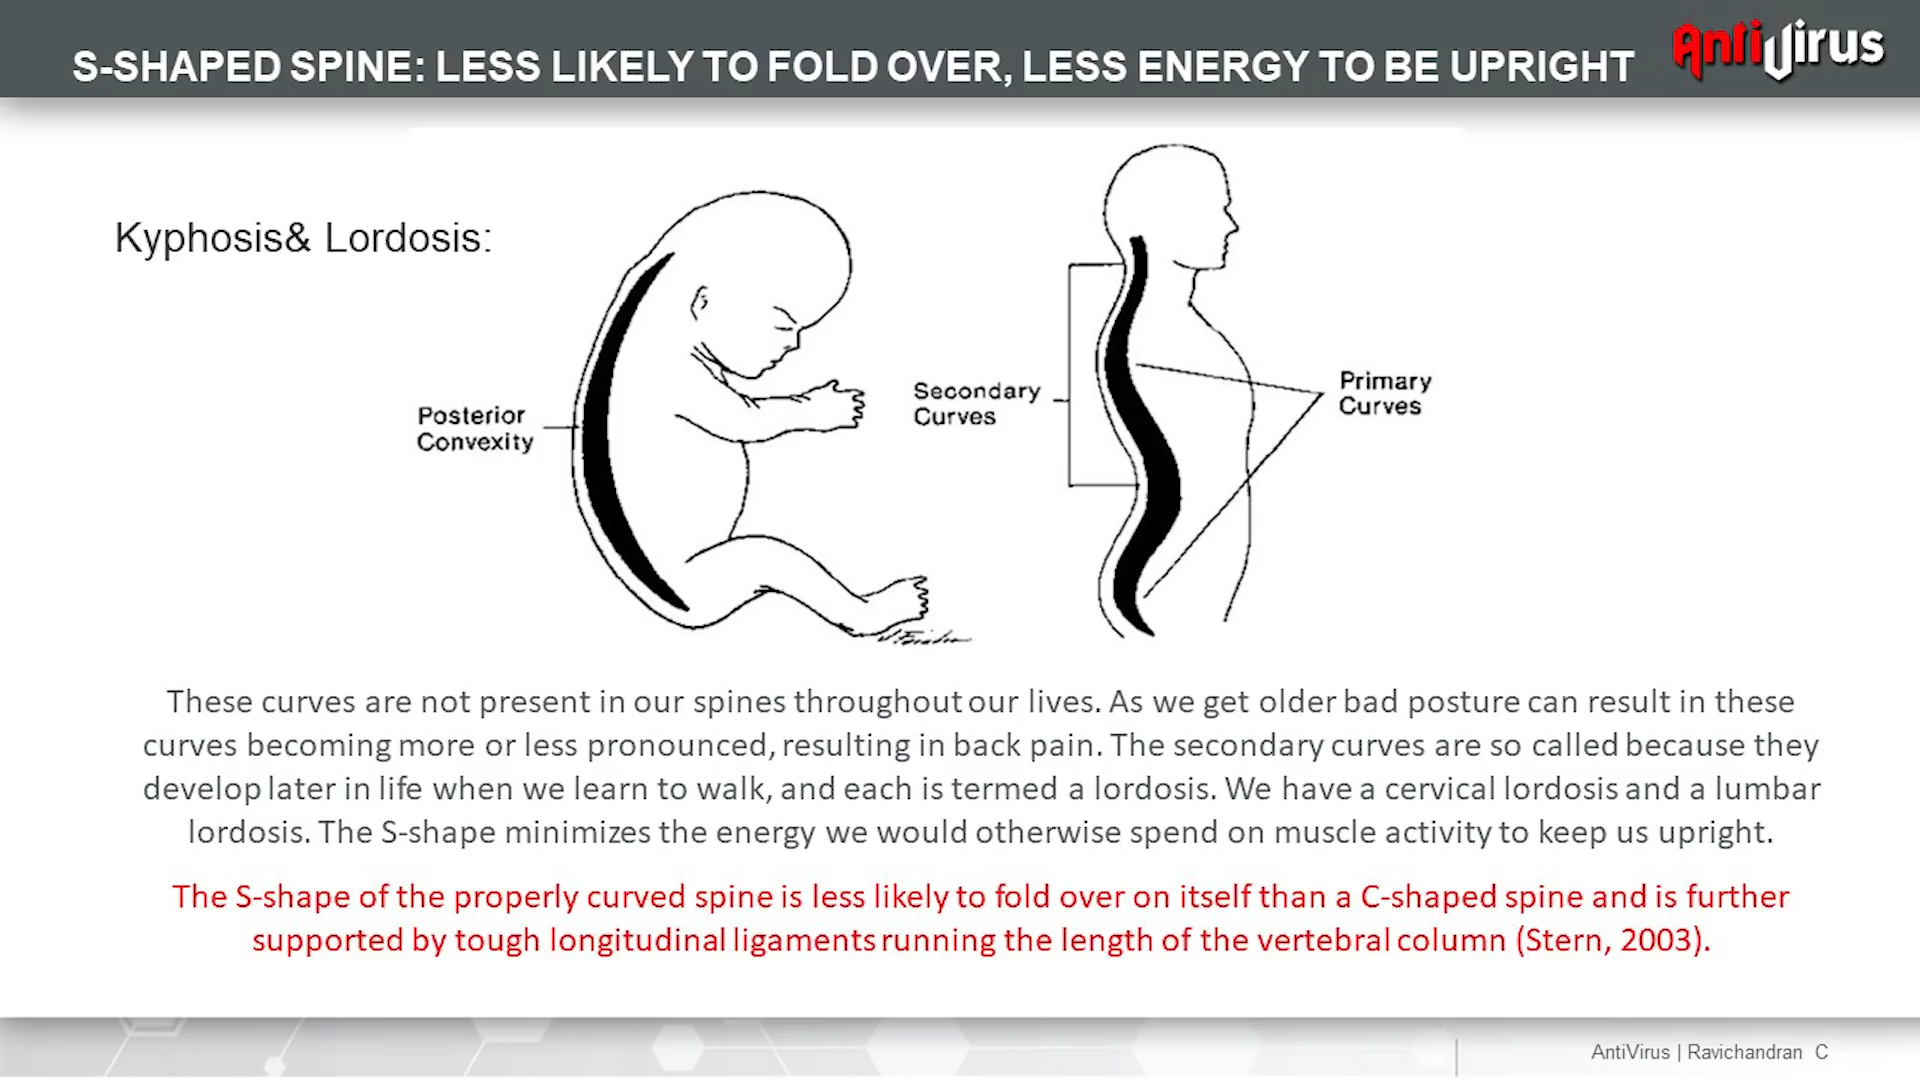 S-SHAPED SPINE: LESS LIKELY TO FOLD OVER, LESS ENERGY TO BE UPRIGHT
AntiVirus
Kyphosis& Lordosis:
Posterior
Convexity
Secondary
Curves
Primary
Curves
These curves are not present in our spines throughout our lives. As we get older bad posture can result in these
curves becoming more or less pronounced, resulting in back pain. The secondary curves are so called because they
develop later in life when we learn to walk, and each is termed a lordosis. We have a cervical lordosis and a lumbar
lordosis. The S-shape minimizes the energy we would otherwise spend on muscle activity to keep us upright.
The S-shape of the properly curved spine is less likely to fold over on itself than a C-shaped spine and is further
supported by tough longitudinal ligaments running the length of the vertebral column (Stern, 2003).
AntiVirus | Ravichandran C